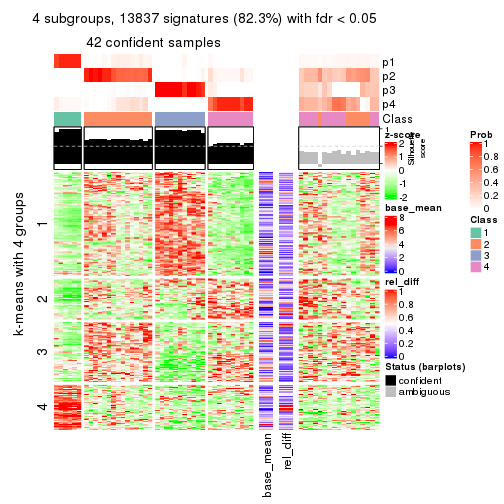 4 subgroups, 13837 signatures (82.3%) with fdr < 0.05
42 confident samples
p1
p2
p3
p4
Class
1
Silhouette
score
k-means with 4 groups
1
2
3
4
base_mean
rel_diff
z-score
2
1
0
-1
-2
base_mean
8
6
4
2
0
rel_diff
1
0.8
0.6
0.4
0.2
0
Status (barplots)
confident
ambiguous
Prob
1
0.8
0.6
0.4
0.2
0
Class
1
2
3
4